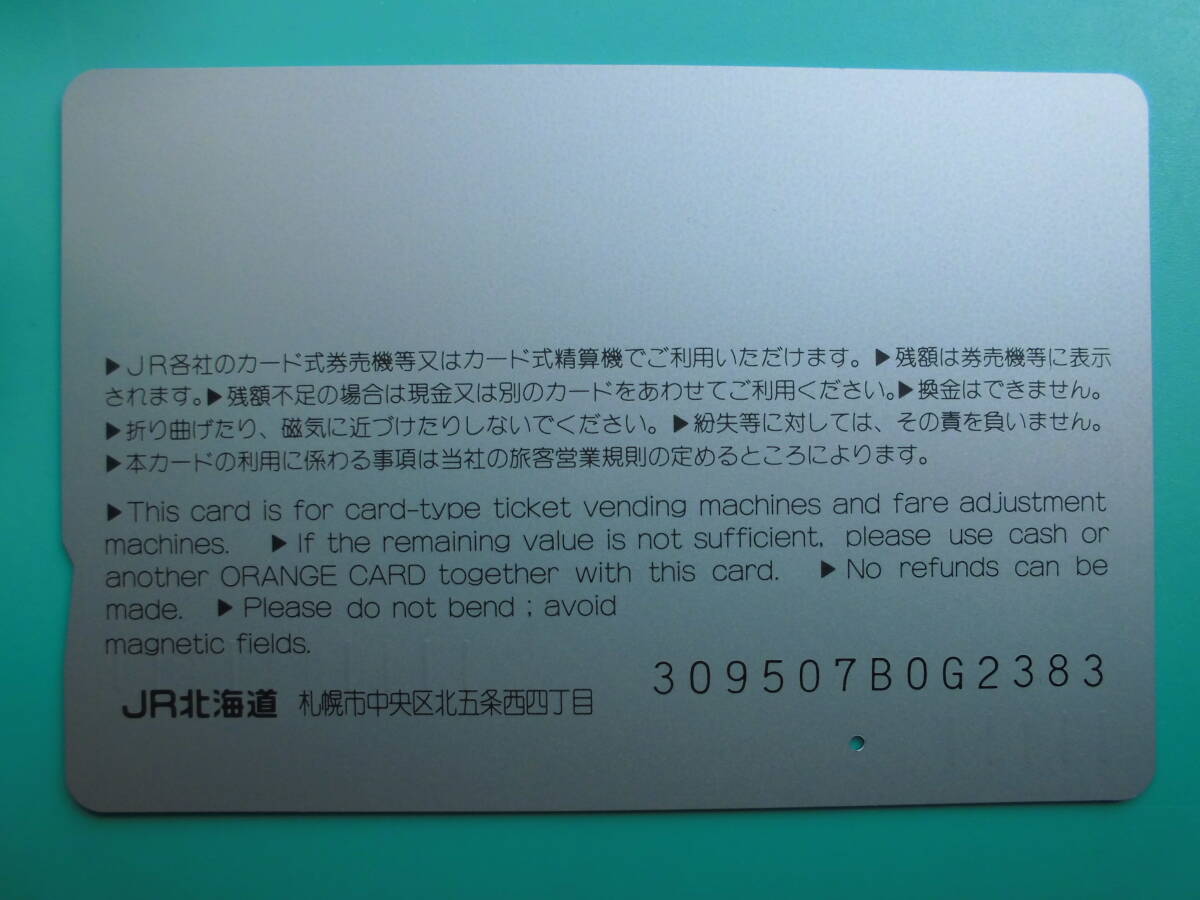 ▶JR各社のカード式券売機等又はカード式精算機でご利用いただけます。▶残額は券売機等に表示
されます。▶残額不足の場合は現金又は別のカードをあわせてご利用ください。▶換金はできません。
▶折り曲げたり、磁気に近づけたりしないでください。▶紛失等に対しては、その責を負いません。
▶本カードの利用に係わる事項は当社の旅客営業規則の定めるところによります。
▶This card is for card-type ticket vending machines and fare adjustment
machines. ▶If the remaining value is not sufficient, please use cash or
another ORANGE CARD together with this card. ▶No refunds can be
made. ▶Please do not bend ; avoid
magnetic fields.
309507B0G2383
JR北海道 札幌市中央区北五条西四丁目